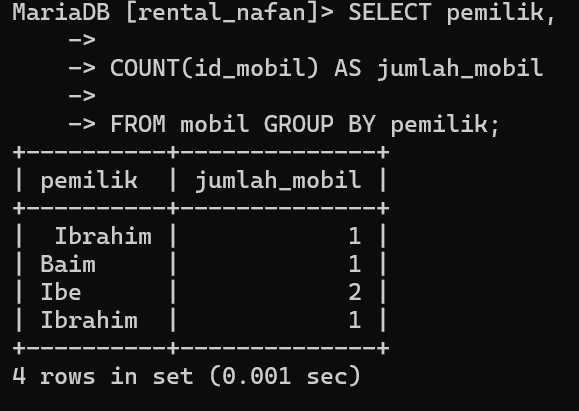 MariaDB [rental_nafan]> SELECT pemilik,
    ->
    -> COUNT(id_mobil) AS jumlah_mobil
    ->
    -> FROM mobil GROUP BY pemilik;
+----------+--------------+
| pemilik  | jumlah_mobil |
+----------+--------------+
|  Ibrahim |            1 |
| Baim     |            1 |
| Ibe      |            2 |
| Ibrahim  |            1 |
+----------+--------------+
4 rows in set (0.001 sec)